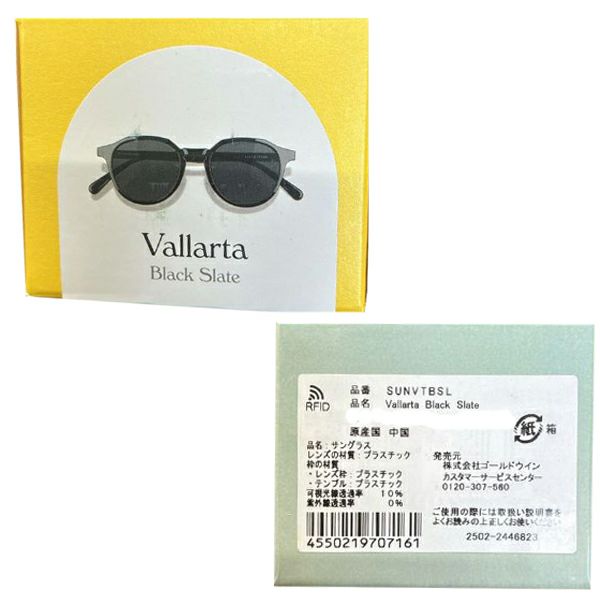 Vallarta
Black Slate
RFID
品番 SUNVTBSL
品名 Vallarta Black Slate
原産国 中国
紙 箱
品名：サングラス
レンズの材質：プラスチック
枠の材質
・レンズ枠：プラスチック
・テンプル：プラスチック
可視光線透過率 10%
紫外線透過率 0%
4550219707161
発売元
株式会社ゴールドウイン
カスタマーサービスセンター
0120-307-560
ご使用の際には取扱い説明書を
よくお読みの上正しくお使いください
2502-2446823